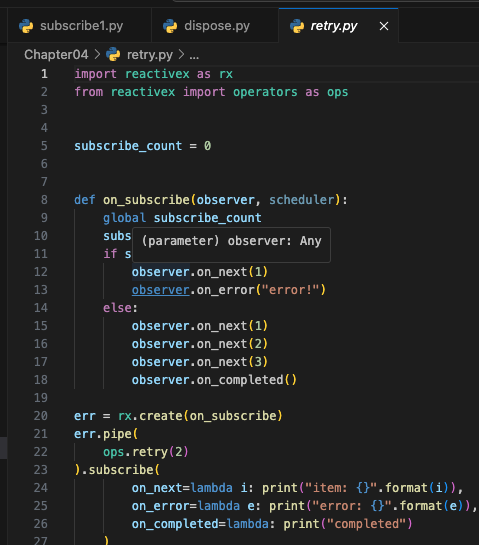 subscribe1.py dispose.py retry.py
Chapter04 > retry.py > ...
1 import reactivex as rx
2 from reactivex import operators as ops
3
4
5 subscribe_count = 0
6
7
8 def on_subscribe(observer, scheduler):
9 global subscribe_count
10 subs
(parameter) observer: Any
11 if s
12 observer.on_next(1)
13 observer.on_error("error!")
14 else:
15 observer.on_next(1)
16 observer.on_next(2)
17 observer.on_next(3)
18 observer.on_completed()
19
20 err = rx.create(on_subscribe)
21 err.pipe(
22 ops.retry(2)
23 ).subscribe(
24 on_next=lambda i: print("item: {}".format(i)),
25 on_error=lambda e: print("error: {}".format(e)),
26 on_completed=lambda: print("completed")
27 )